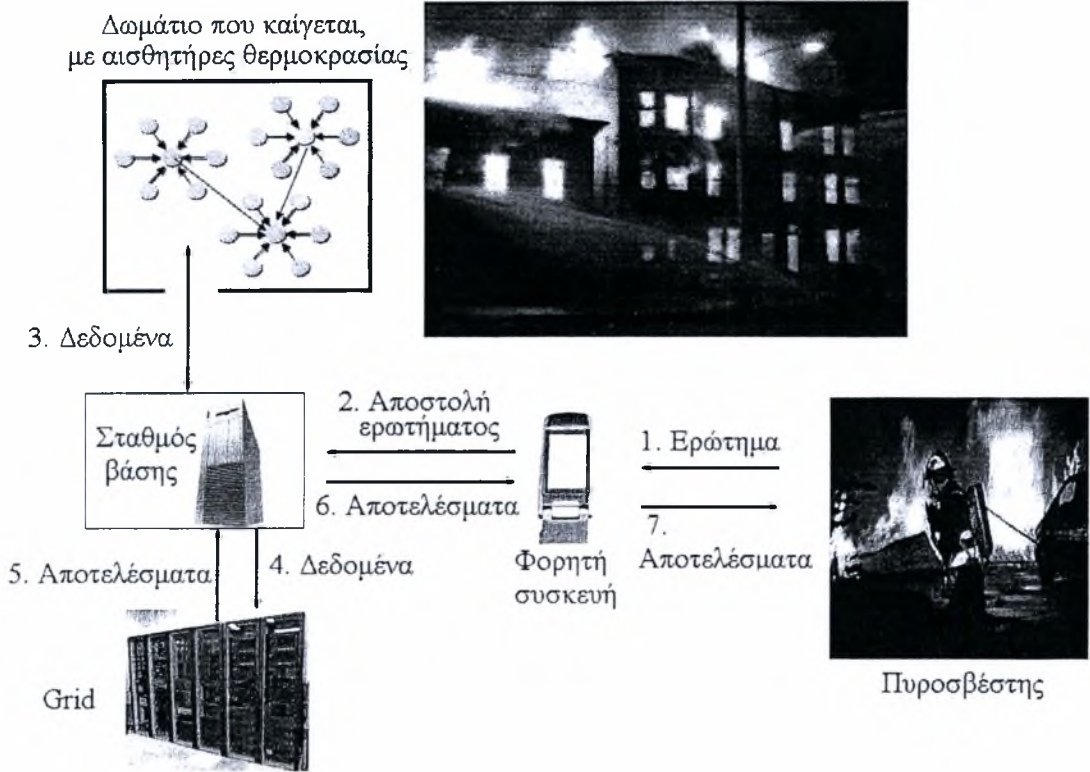 Δωμάτιο που καίγεται,
με αισθητήρες θερμοκρασίας
3. Δεδομένα
Σταθμός
βάσης
2. Αποστολή
ερωτήματος
6. Αποτελέσματα
1. Ερώτημα
7.
Αποτελέσματα
5. Αποτελέσματα
4. Δεδομένα
Φορητή
συσκευή
Grid
Πυροσβέστης